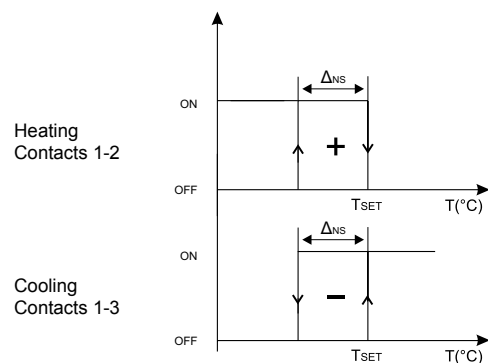 ΔNS
ON
Heating
Contacts 1-2
+
OFF
TSET
T(°C)
ΔNS
ON
Cooling
Contacts 1-3
−
OFF
TSET
T(°C)